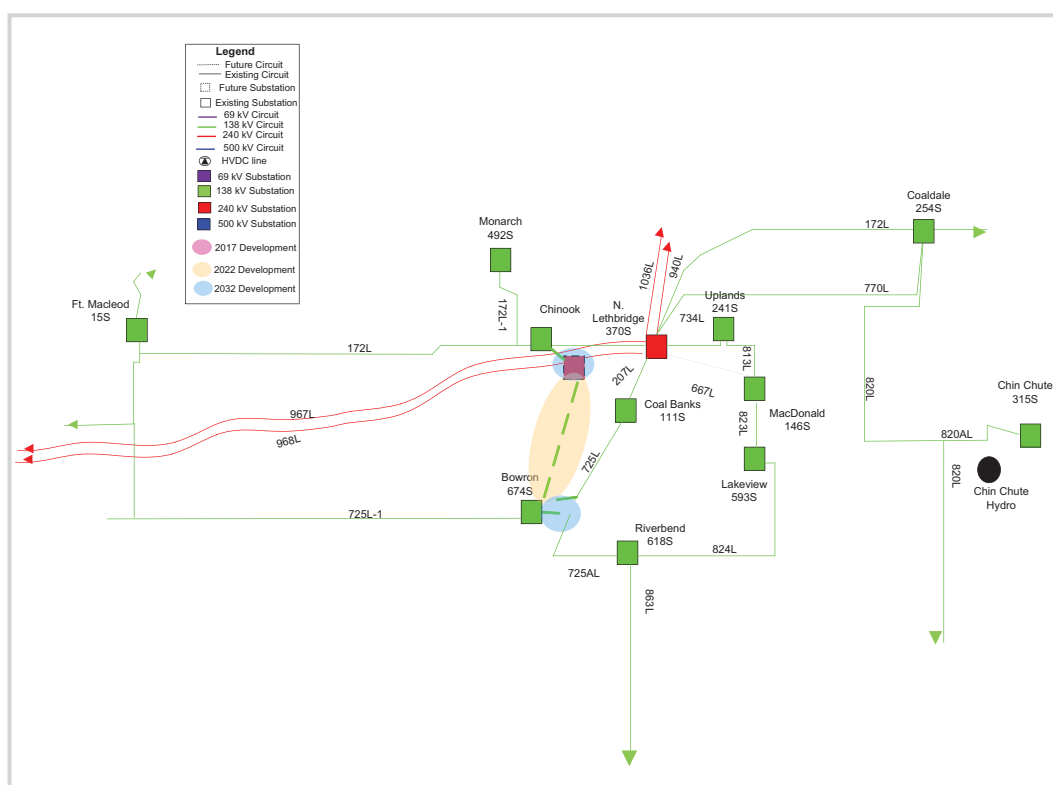 Legend
Future Circuit
Existing Circuit
Future Substation
Existing Substation
69 kV Circuit
138 kV Circuit
240 kV Circuit
500 kV Circuit
HVDC line
69 kV Substation
138 kV Substation
240 kV Substation
500 kV Substation
2017 Development
2022 Development
2032 Development
Monarch
492S
Coaldale
254S
172L
1036L
940L
770L
Ft. Macleod
15S
172L-1
Chinook
N.
Lethbridge
370S
Uplands
241S
734L
172L
813L
207L
667L
820L
Chin Chute
315S
967L
968L
Coal Banks
111S
823L
MacDonald
146S
820AL
725L
Bowron
674S
Lakeview
593S
820L
Chin Chute
Hydro
725L-1
Riverbend
618S
824L
725AL
863L